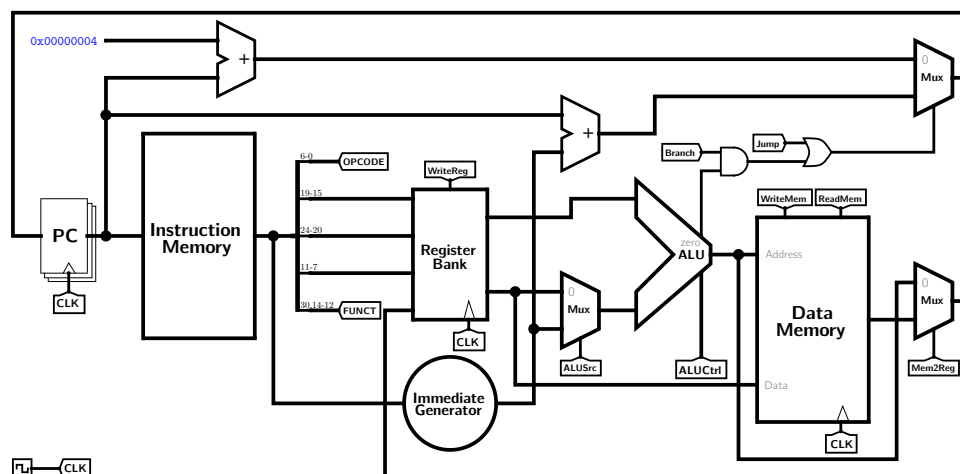 0x00000004
+
0
Mux
+
6-0
OPCODE
Branch
Jump
WriteReg
19-15
WriteMem
ReadMem
PC
Instruction
Memory
24-20
Register
Bank
zero
ALU
Address
11-7
0
Mux
0
Mux
CLK
30,14-12
FUNCT
CLK
Data
Memory
ALUSrc
ALUCtrl
Mem2Reg
Immediate
Generator
Data
CLK
CLK